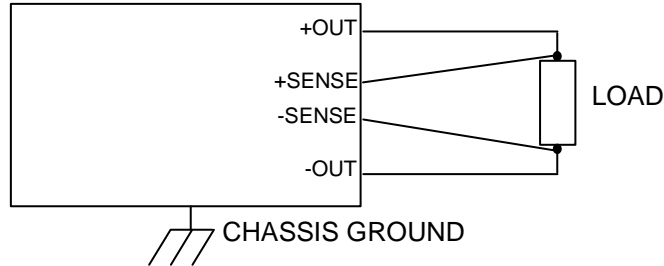 +OUT
+SENSE
-SENSE
-OUT
LOAD
CHASSIS GROUND